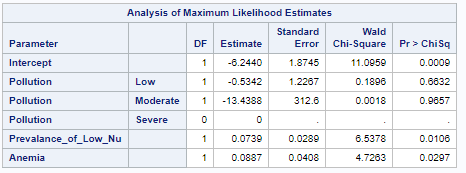 Analysis of Maximum Likelihood Estimates
Parameter DF Estimate Standard Error Wald Chi-Square Pr > ChiSq
Intercept 1 -6.2440 1.8745 11.0959 0.0009
Pollution Low 1 -0.5342 1.2267 0.1896 0.6632
Pollution Moderate 1 -13.4388 312.6 0.0018 0.9657
Pollution Severe 0 0 . . .
Prevalance_of_Low_Nu 1 0.0739 0.0289 6.5378 0.0106
Anemia 1 0.0887 0.0408 4.7263 0.0297